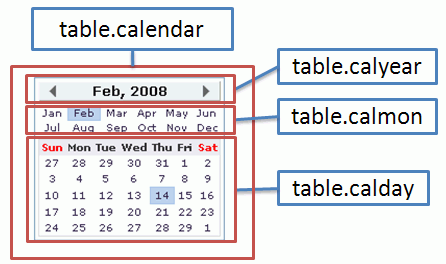 table.calendar
Feb, 2008
table.calyear
Jan Feb Mar Apr May Jun
Jul Aug Sep Oct Nov Dec
table.calmon
Sun Mon Tue Wed Thu Fri Sat
27 28 29 30 31 1 2
3 4 5 6 7 8 9
10 11 12 13 14 15 16
17 18 19 20 21 22 23
24 25 26 27 28 29 1
table.calday